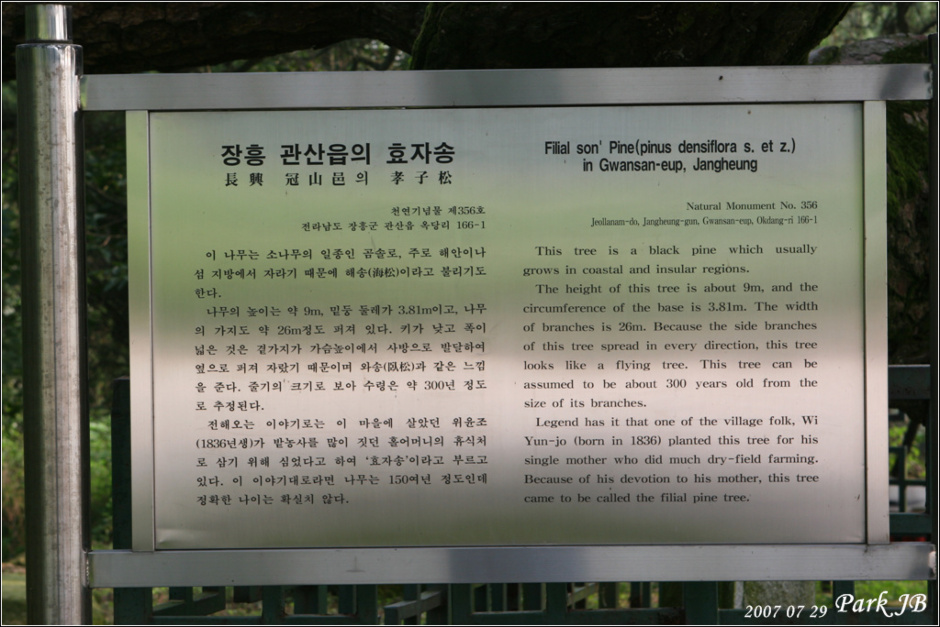 장흥 관산읍의 효자송
長興 冠山邑의 孝子松
천연기념물 제356호
전라남도 장흥군 관산읍 옥당리 166-1
이 나무는 소나무의 일종인 곰솔로, 주로 해안이나
섬 지방에서 자라기 때문에 해송(海松)이라고 불리기도
한다.
나무의 높이는 약 9m, 밑둥 둘레가 3.81m이고, 나무
의 가지도 약 26m정도 퍼져 있다. 키가 낮고 폭이
넓은 것은 곁가지가 가슴높이에서 사방으로 발달하여
옆으로 퍼져 자랐기 때문이며 와송(臥松)과 같은 느낌
을 준다. 줄기의 크기로 보아 수령은 약 300년 정도
로 추정된다.
전해오는 이야기로는 이 마을에 살았던 위윤조
(1836년생)가 밭농사를 많이 짓던 홀어머니의 휴식처
로 삼기 위해 심었다고 하여 '효자송'이라고 부르고
있다. 이 이야기대로라면 나무는 150여년 정도인데
정확한 나이는 확실치 않다.
Filial son' Pine(pinus densiflora s. et z.)
in Gwansan-eup, Jangheung
Natural Monument No. 356
Jeollanam-do, Jangheung-gun, Gwansan-eup, Okdang-ri 166-1
This tree is a black pine which usually
grows in coastal and insular regions.
The height of this tree is about 9m, and the
circumference of the base is 3.81m. The width
of branches is 26m. Because the side branches
of this tree spread in every direction, this tree
looks like a flying tree. This tree can be
assumed to be about 300 years old from the
size of its branches.
Legend has it that one of the village folk, Wi
Yun-jo (born in 1836) planted this tree for his
single mother who did much dry-field farming.
Because of his devotion to his mother, this tree
came to be called the filial pine tree.
2007 07 29 Park JB